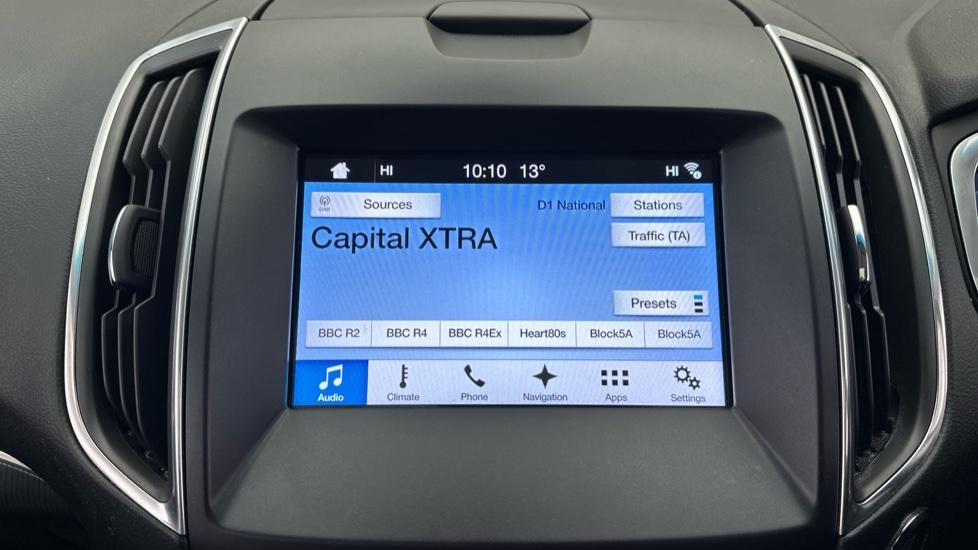 HI 10:10 13° HI
DAB Sources D1 National Stations
Capital XTRA
Traffic (TA)
Presets
BBC R2 BBC R4 BBC R4Ex Heart80s Block5A Block5A
Audio Climate Phone Navigation Apps Settings